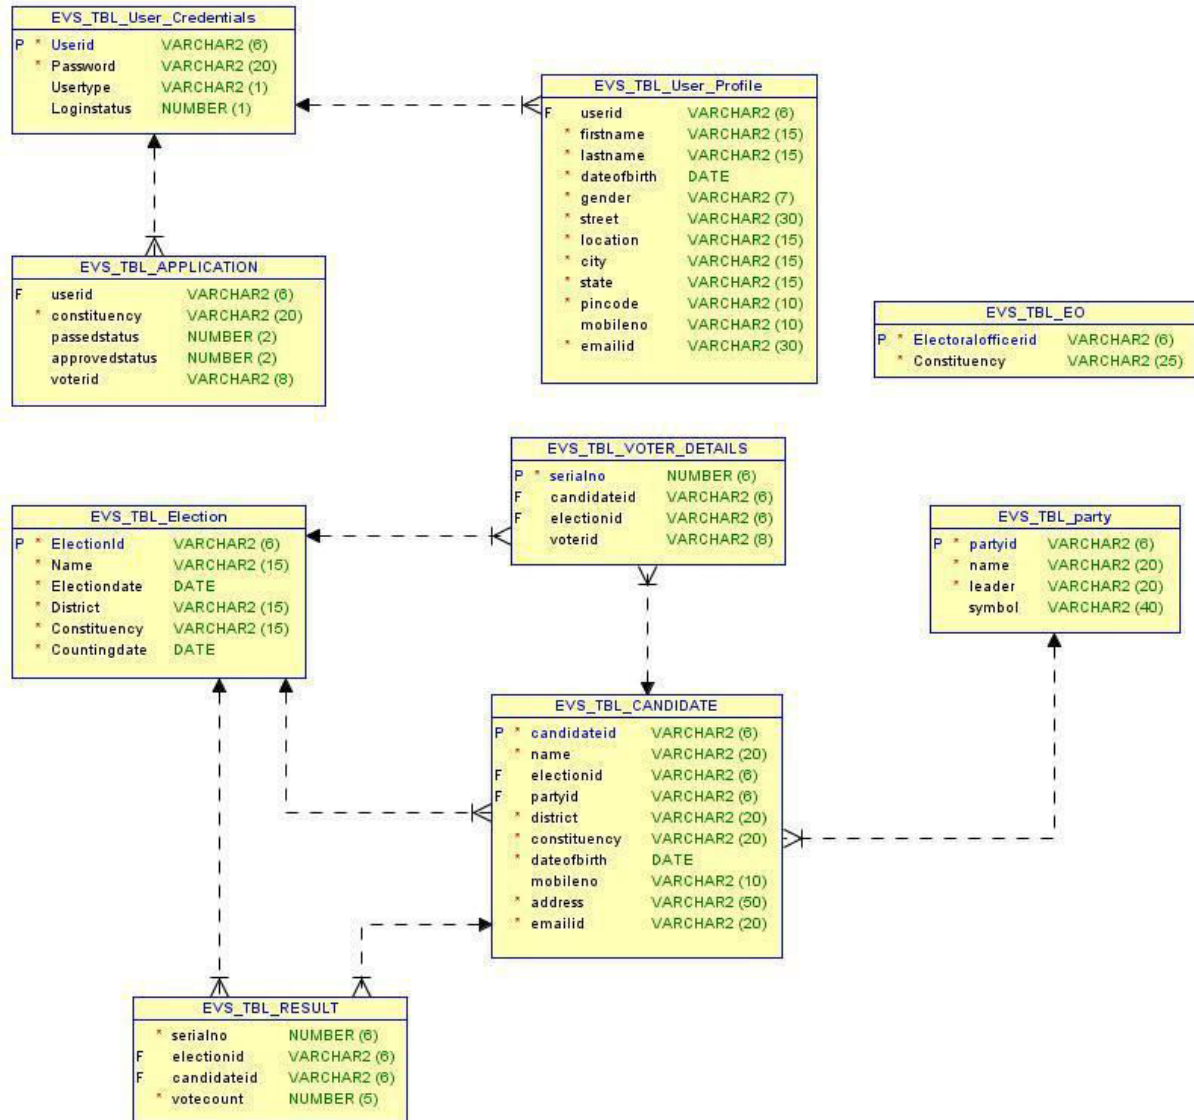 EVS_TBL_User_Credentials
P * Userid VARCHAR2 (6)
* Password VARCHAR2 (20)
Usertype VARCHAR2 (1)
Loginstatus NUMBER (1)
EVS_TBL_User_Profile
F userid VARCHAR2 (6)
* firstname VARCHAR2 (15)
* lastname VARCHAR2 (15)
* dateofbirth DATE
* gender VARCHAR2 (7)
* street VARCHAR2 (30)
* location VARCHAR2 (15)
* city VARCHAR2 (15)
* state VARCHAR2 (15)
* pincode VARCHAR2 (10)
mobileno VARCHAR2 (10)
* emailid VARCHAR2 (30)
EVS_TBL_APPLICATION
F userid VARCHAR2 (6)
* constituency VARCHAR2 (20)
passedstatus NUMBER (2)
approvedstatus NUMBER (2)
voterid VARCHAR2 (8)
EVS_TBL_EO
P * Electoralofficerid VARCHAR2 (6)
* Constituency VARCHAR2 (25)
EVS_TBL_VOTER_DETAILS
P * serialno NUMBER (6)
F candidateid VARCHAR2 (6)
F electionid VARCHAR2 (6)
voterid VARCHAR2 (8)
EVS_TBL_Election
P * ElectionId VARCHAR2 (6)
* Name VARCHAR2 (15)
* Electiondate DATE
* District VARCHAR2 (15)
* Constituency VARCHAR2 (15)
* Countingdate DATE
EVS_TBL_party
P * partyid VARCHAR2 (6)
* name VARCHAR2 (20)
* leader VARCHAR2 (20)
symbol VARCHAR2 (40)
EVS_TBL_CANDIDATE
P * candidateid VARCHAR2 (6)
* name VARCHAR2 (20)
F electionid VARCHAR2 (6)
F partyid VARCHAR2 (6)
* district VARCHAR2 (20)
* constituency VARCHAR2 (20)
* dateofbirth DATE
mobileno VARCHAR2 (10)
* address VARCHAR2 (50)
* emailid VARCHAR2 (20)
EVS_TBL_RESULT
* serialno NUMBER (6)
F electionid VARCHAR2 (6)
F candidateid VARCHAR2 (6)
* votecount NUMBER (5)